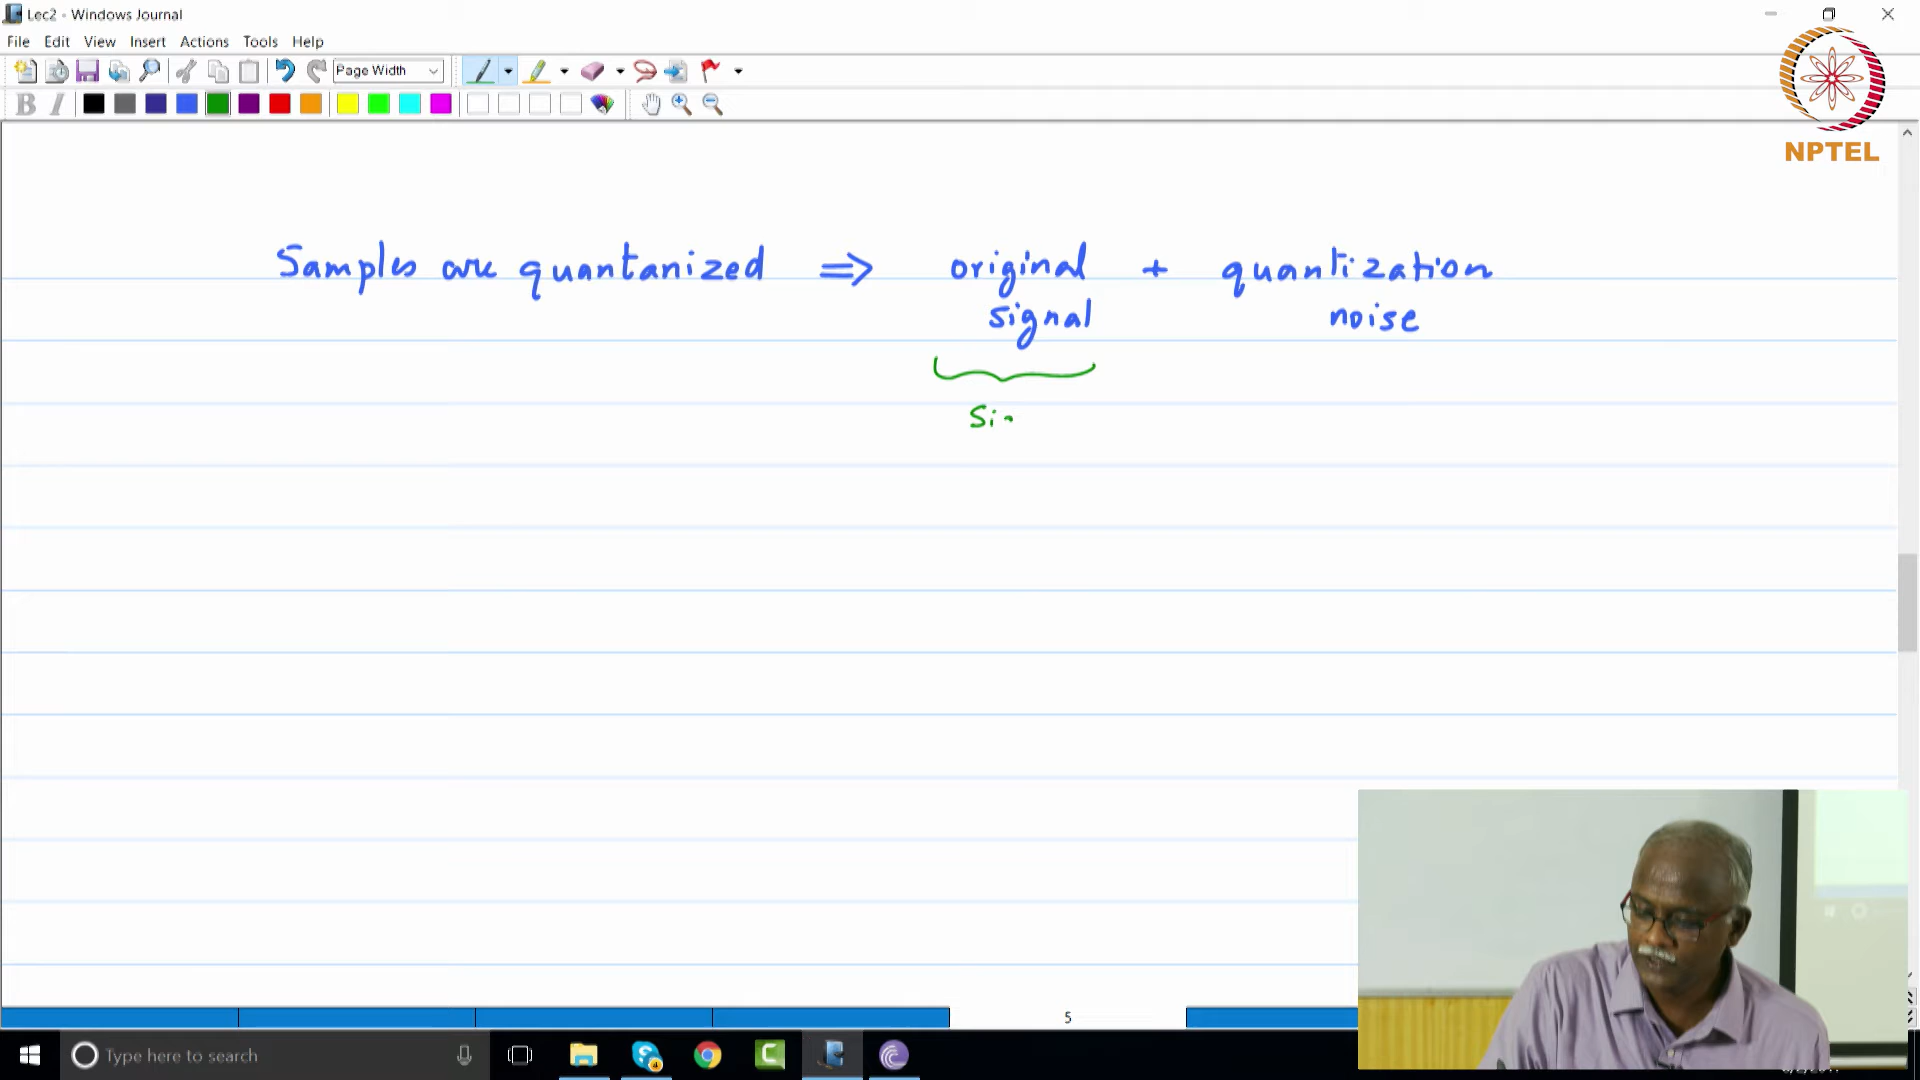 Lec2 - Windows Journal
File Edit View Insert Actions Tools Help
Page Width
B I
NPTEL
Samples are quantanized ⇒ original + quantization
signal noise
Si
5
Type here to search
4